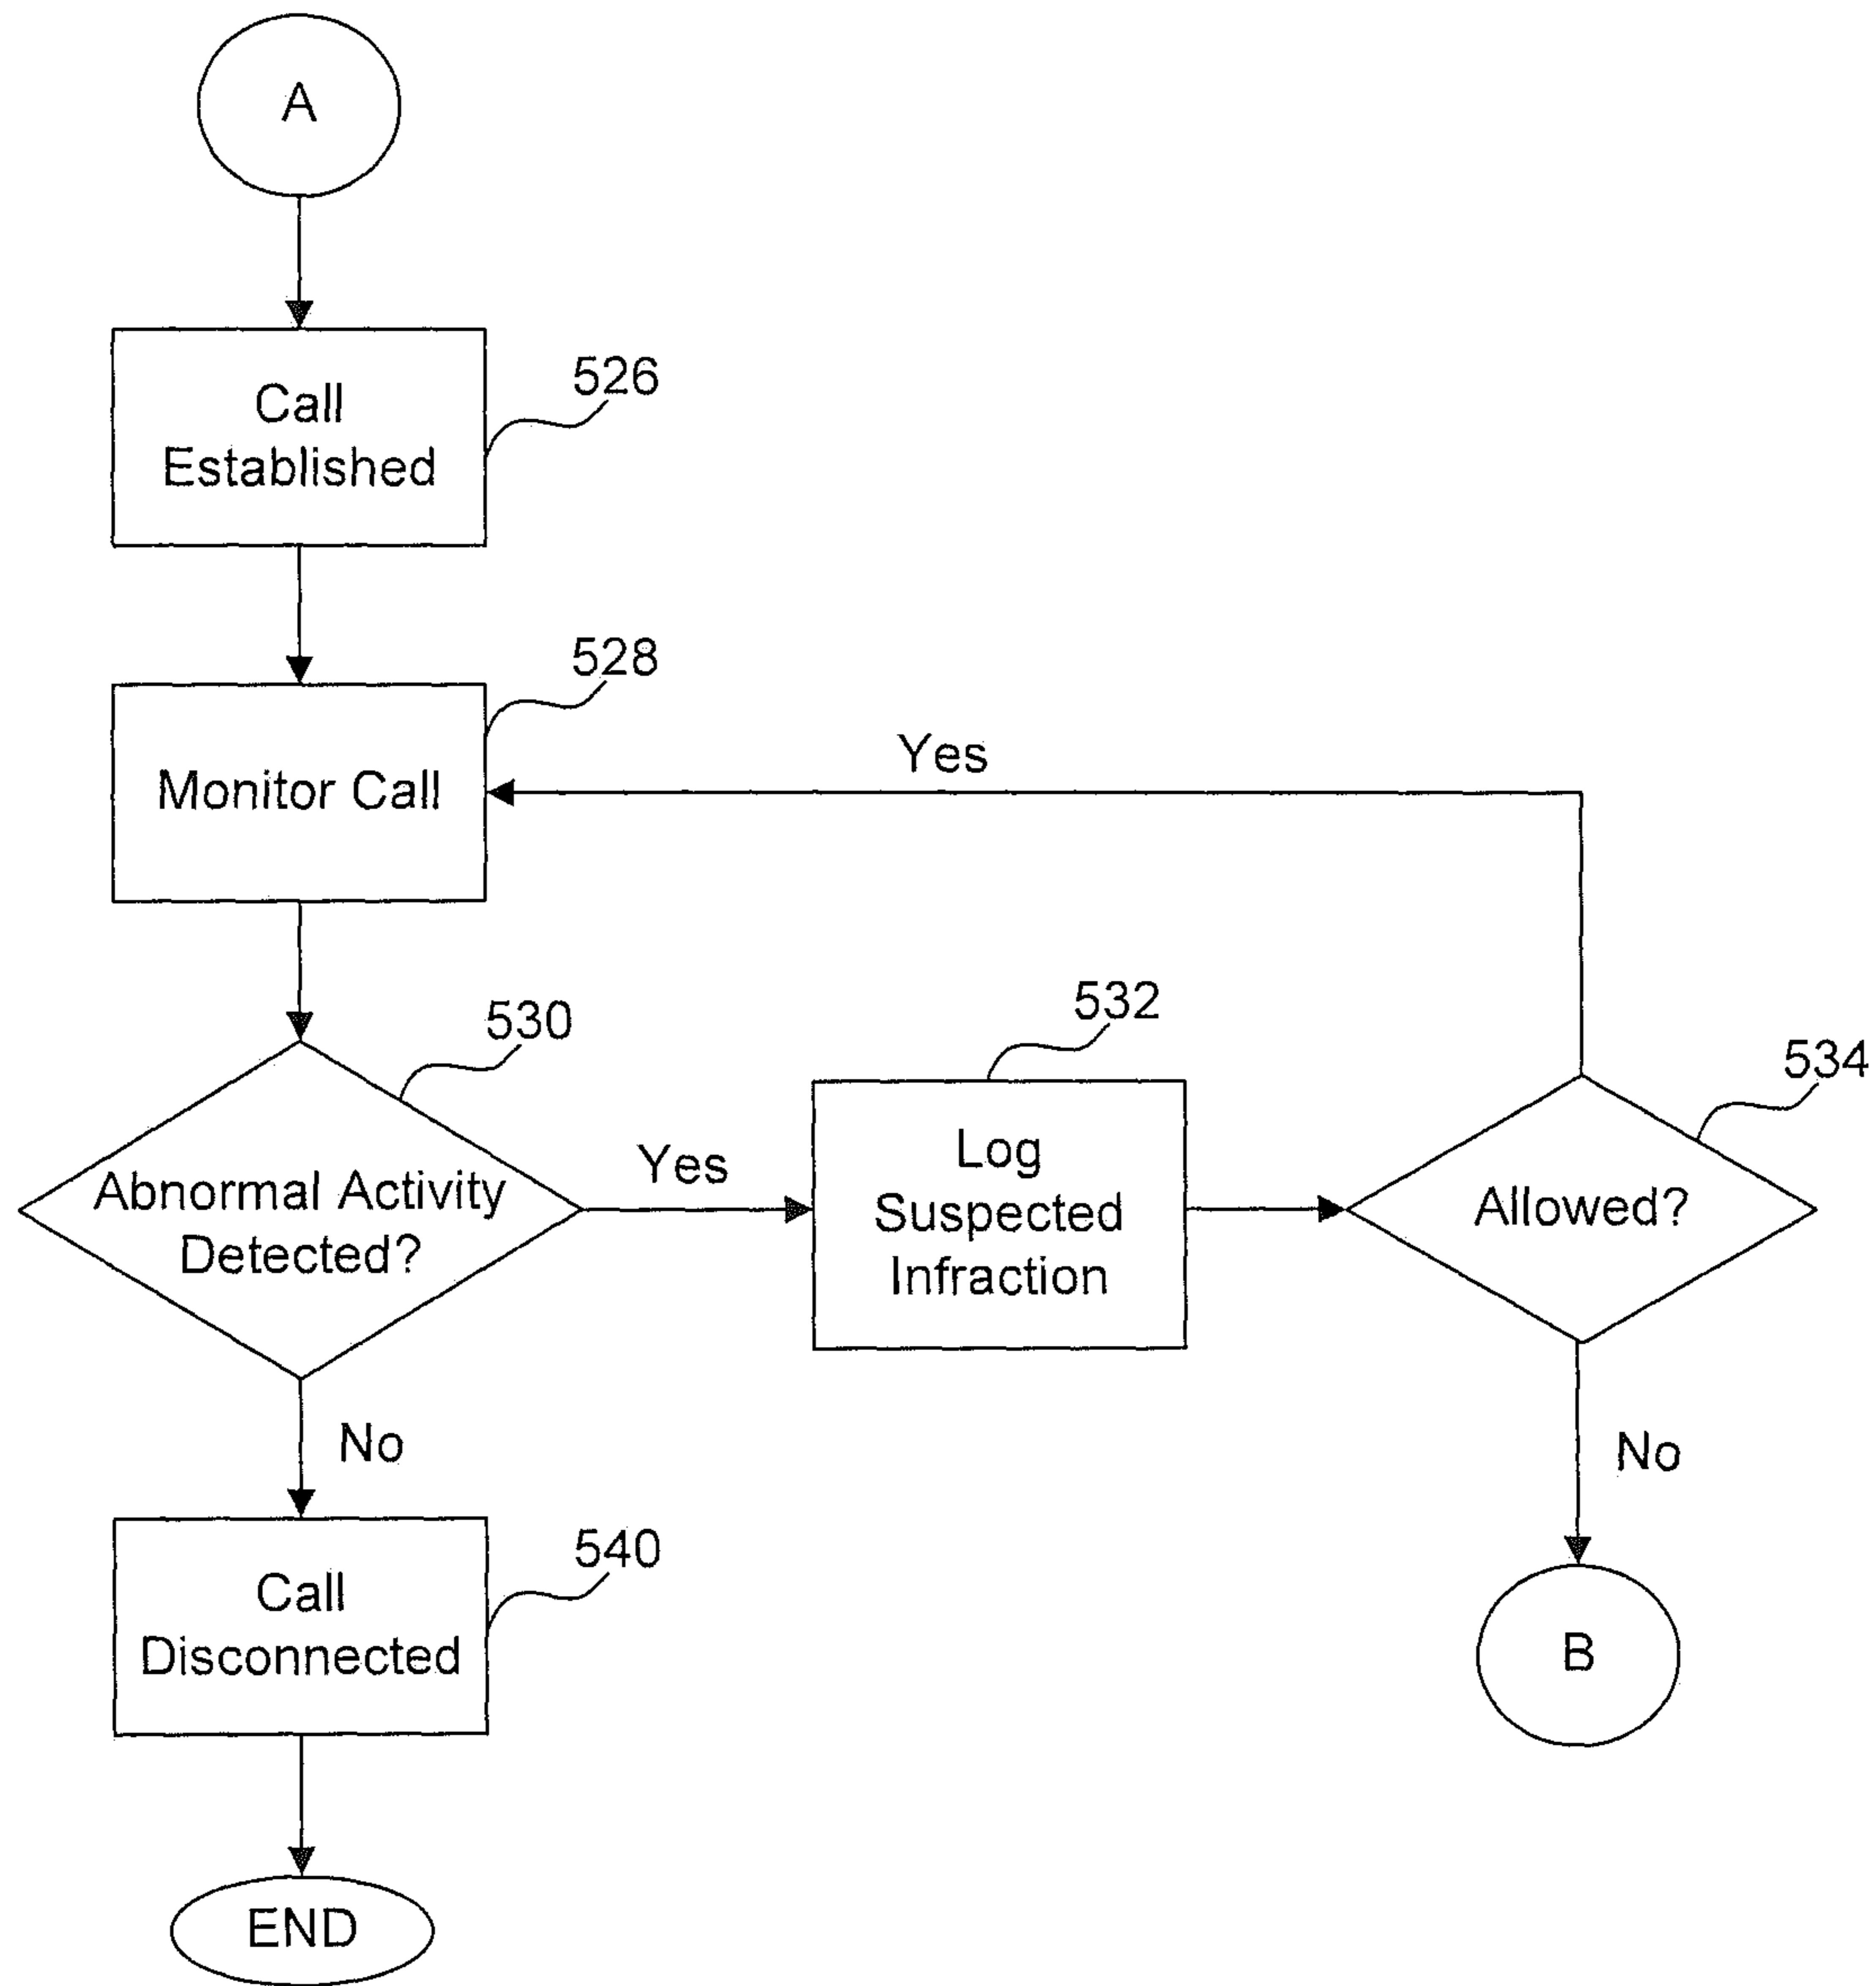 A
Call
Established
526
Monitor Call
528
Yes
Abnormal Activity
Detected?
530
Yes
Log
Suspected
Infraction
532
Allowed?
534
No
No
Call
Disconnected
540
B
END